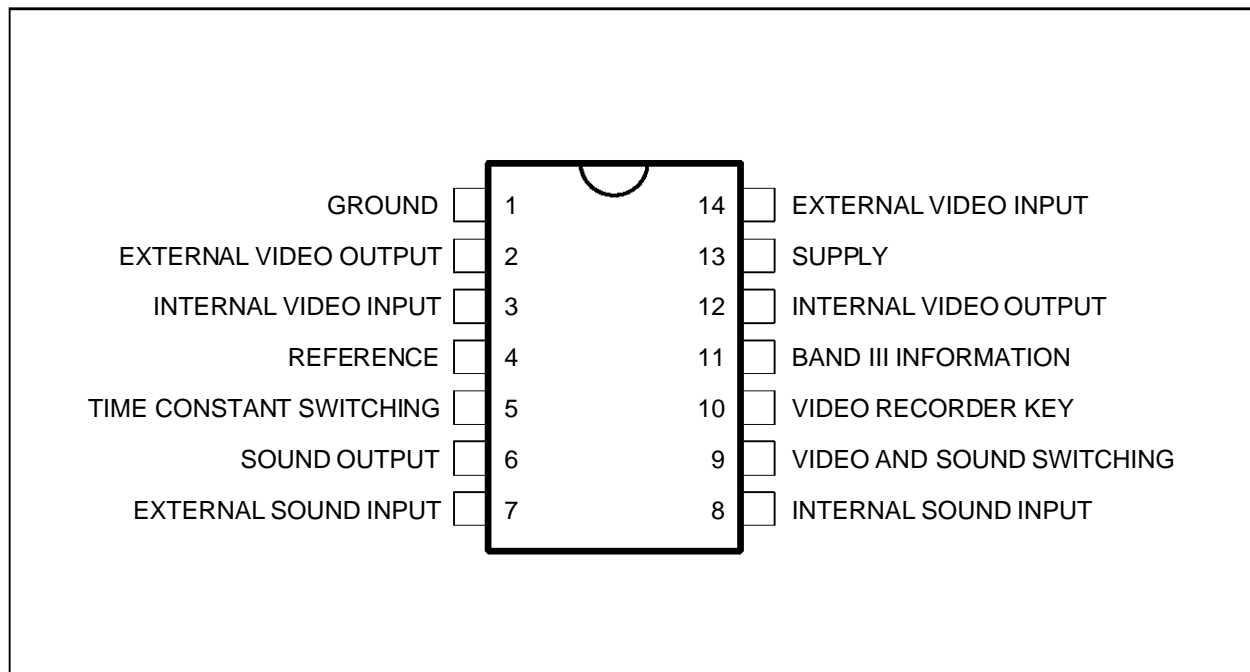 GROUND 1 14 EXTERNAL VIDEO INPUT
EXTERNAL VIDEO OUTPUT 2 13 SUPPLY
INTERNAL VIDEO INPUT 3 12 INTERNAL VIDEO OUTPUT
REFERENCE 4 11 BAND III INFORMATION
TIME CONSTANT SWITCHING 5 10 VIDEO RECORDER KEY
SOUND OUTPUT 6 9 VIDEO AND SOUND SWITCHING
EXTERNAL SOUND INPUT 7 8 INTERNAL SOUND INPUT